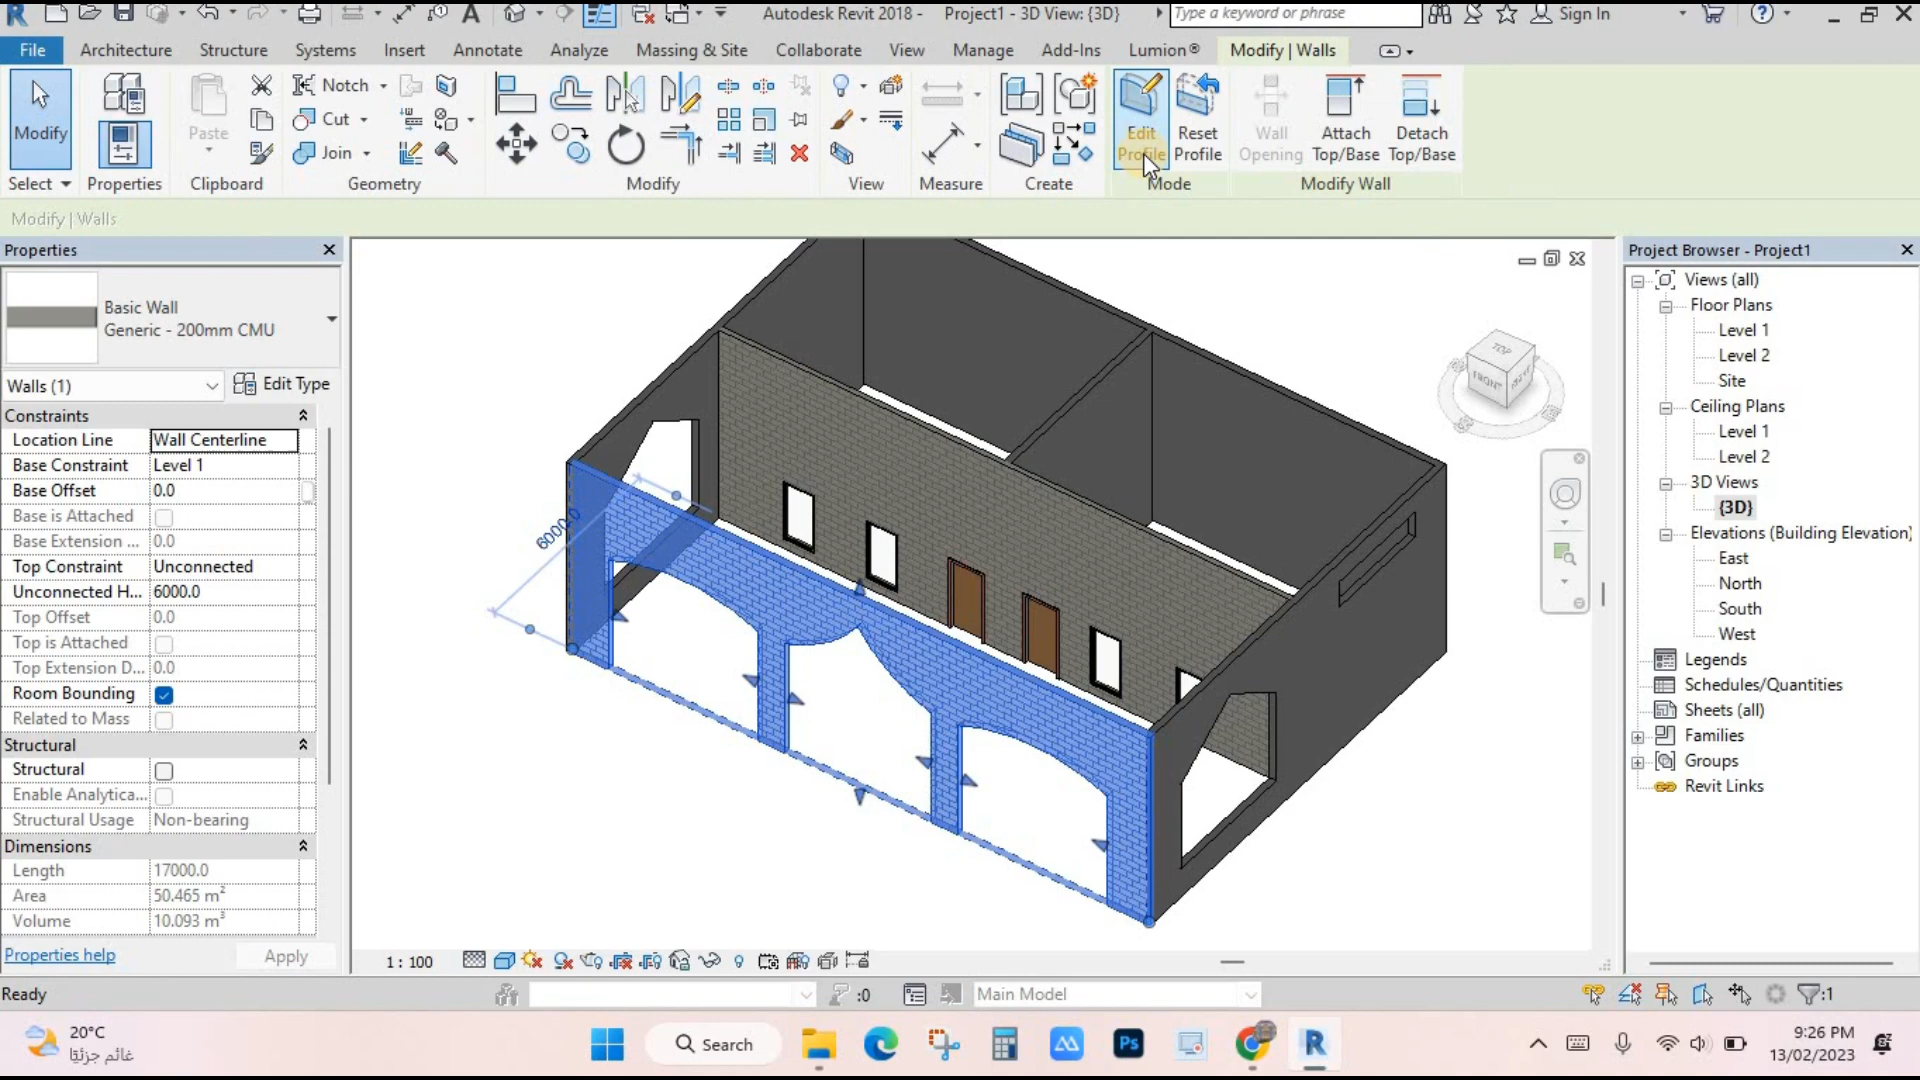 Autodesk Revit 2018 - Project1 - 3D View: {3D}
Type a keyword or phrase
Sign In
File
Architecture
Structure
Systems
Insert
Annotate
Analyze
Massing & Site
Collaborate
View
Manage
Add-Ins
Lumion®
Modify | Walls
Modify
Paste
Notch
Cut
Join
Edit
Profile
Reset
Profile
Wall
Opening
Attach
Top/Base
Detach
Top/Base
Select
Properties
Clipboard
Geometry
Modify
View
Measure
Create
Mode
Modify Wall
Modify | Walls
Properties
Basic Wall
Generic - 200mm CMU
Walls (1)
Edit Type
Constraints
Location Line Wall Centerline
Base Constraint Level 1
Base Offset 0.0
Base is Attached
Base Extension ... 0.0
Top Constraint Unconnected
Unconnected H... 6000.0
Top Offset 0.0
Top is Attached
Top Extension D... 0.0
Room Bounding
Related to Mass
Structural
Structural
Enable Analytica...
Structural Usage Non-bearing
Dimensions
Length 17000.0
Area 50.465 m²
Volume 10.093 m³
Properties help
Apply
6000.0
TOP
FRONT
1 : 100
Project Browser - Project1
Views (all)
Floor Plans
Level 1
Level 2
Site
Ceiling Plans
Level 1
Level 2
3D Views
{3D}
Elevations (Building Elevation)
East
North
South
West
Legends
Schedules/Quantities
Sheets (all)
Families
Groups
Revit Links
Ready
:0
Main Model
:1
20°C
غائم جزئيًا
Search
Ps
R
9:26 PM
13/02/2023